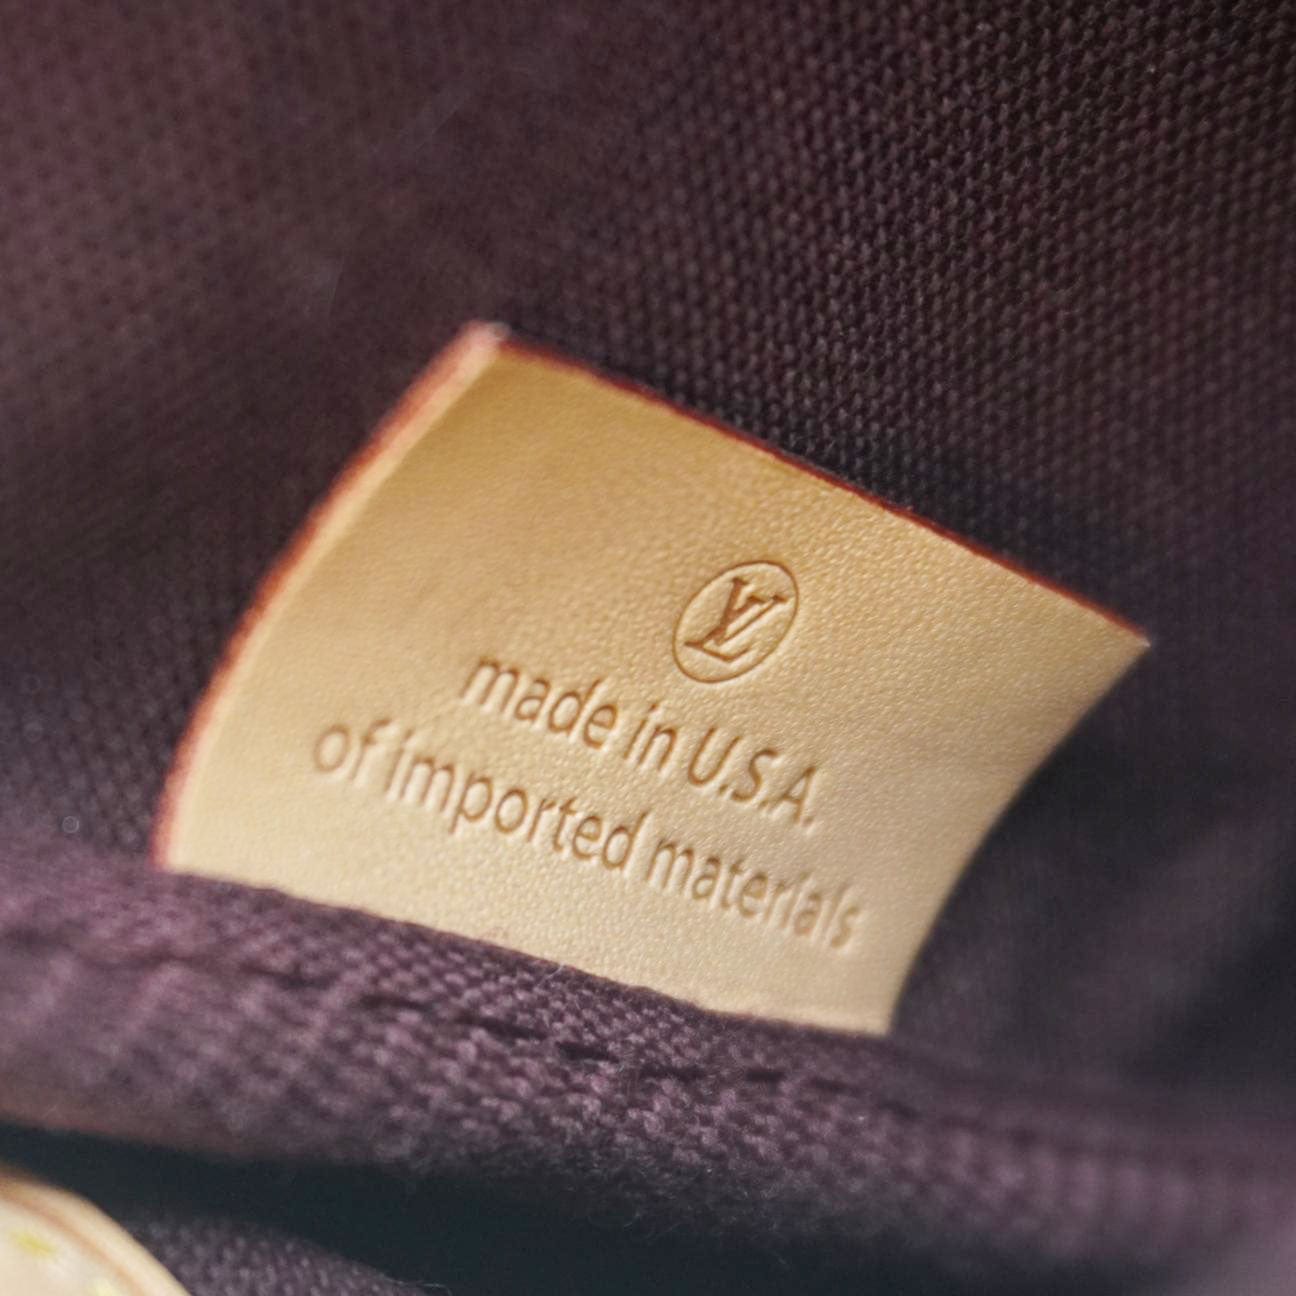 LV
made in U.S.A.
of imported materials